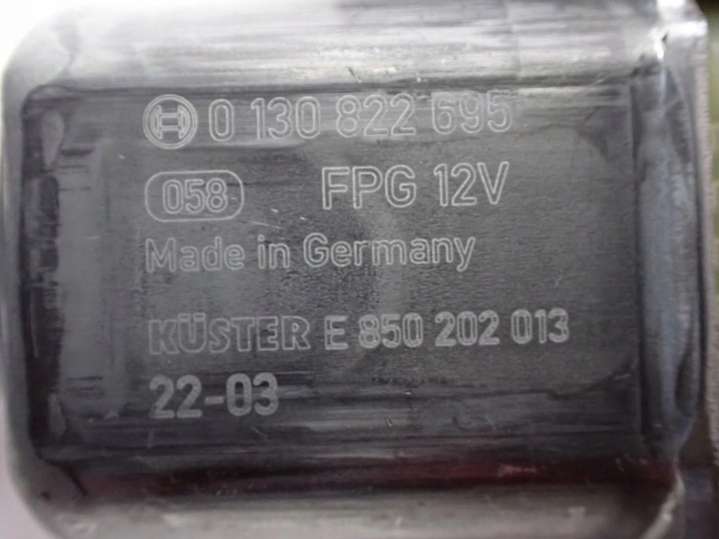 0 130 822 695
058 FPG 12V
Made in Germany
KÜSTER E 850 202 013
22-03